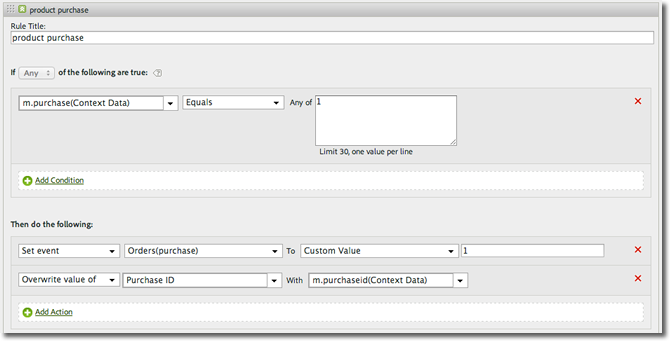 product purchase
Rule Title:
product purchase
If Any of the following are true: ?
m.purchase(Context Data) Equals Any of 1
Limit 30, one value per line
Add Condition
Then do the following:
Set event Orders(purchase) To Custom Value 1
Overwrite value of Purchase ID With m.purchaseid(Context Data)
Add Action